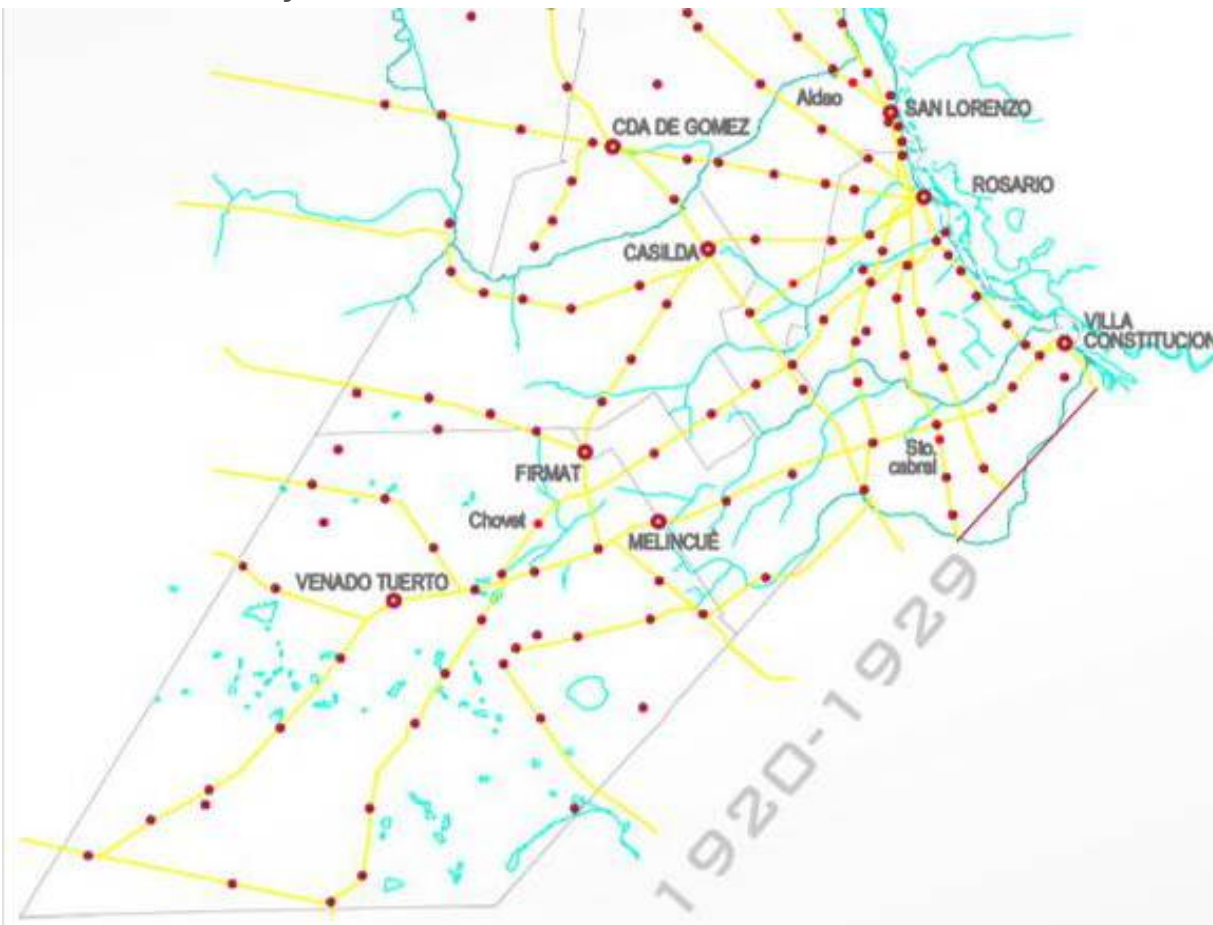 Aldao
SAN LORENZO
CDA DE GOMEZ
ROSARIO
CASILDA
VILLA
CONSTITUCION
FIRMAT
Sto.
cabral
Chovet
MELINCUÉ
VENADO TUERTO
1920-1929